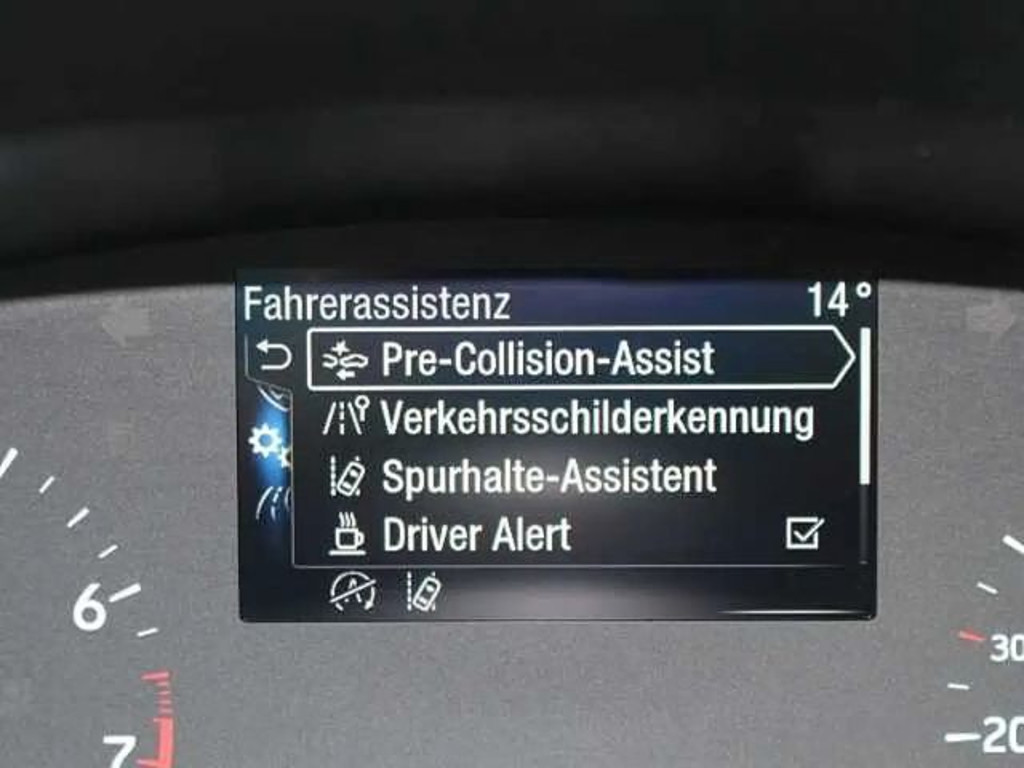 Fahrerassistenz 14°
Pre-Collision-Assist
Verkehrsschilderkennung
Spurhalte-Assistent
Driver Alert
6
7
30
20